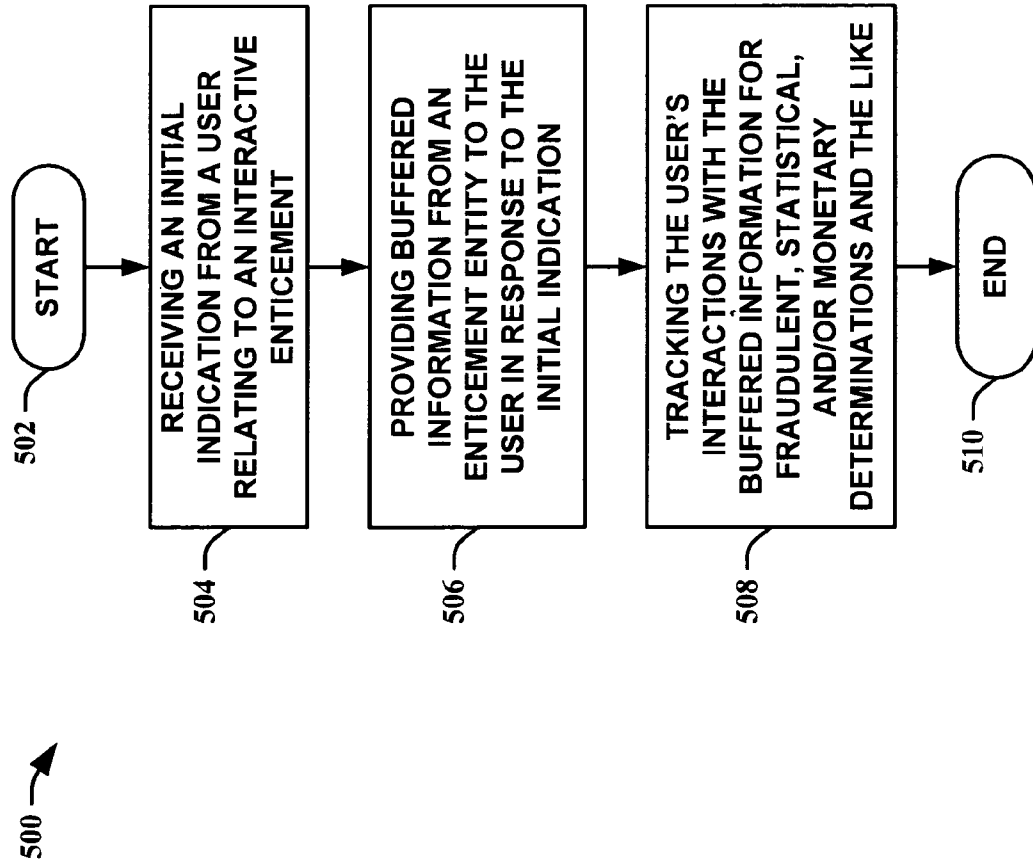 500
START
502
RECEIVING AN INITIAL
INDICATION FROM A USER
RELATING TO AN INTERACTIVE
ENTICEMENT
504
PROVIDING BUFFERED
INFORMATION FROM AN
ENTICEMENT ENTITY TO THE
USER IN RESPONSE TO THE
INITIAL INDICATION
506
TRACKING THE USER'S
INTERACTIONS WITH THE
BUFFERED INFORMATION FOR
FRAUDULENT, STATISTICAL,
AND/OR MONETARY
DETERMINATIONS AND THE LIKE
508
END
510